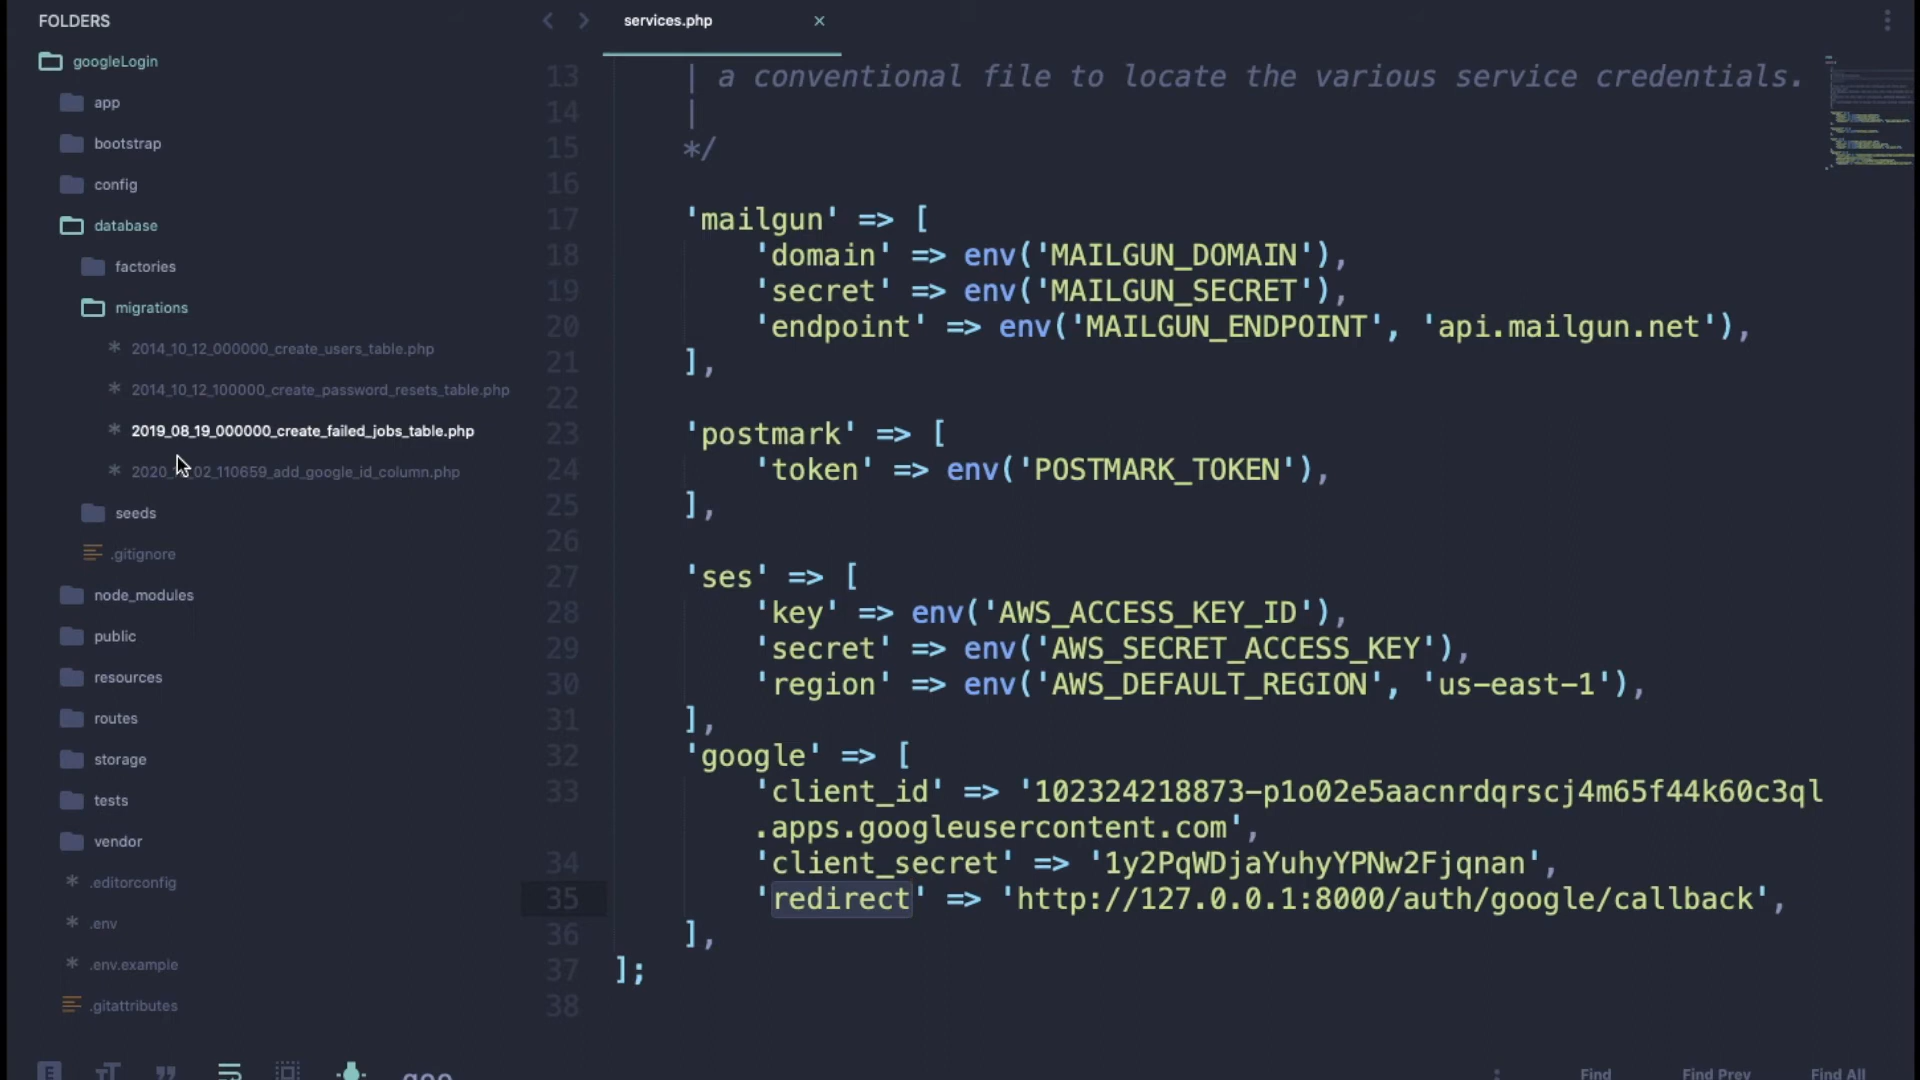 FOLDERS
googleLogin
app
bootstrap
config
database
factories
migrations
2014_10_12_000000_create_users_table.php
2014_10_12_100000_create_password_resets_table.php
2019_08_19_000000_create_failed_jobs_table.php
02_110659_add_google_id_column.php
seeds
.gitignore
node_modules
public
resources
routes
storage
tests
vendor
.editorconfig
.env
.env.example
.gitattributes
services.php
13 | a conventional file to locate the various service credentials.
14 |
15 */
16
17 'mailgun' => [
18 'domain' => env('MAILGUN_DOMAIN'),
19 'secret' => env('MAILGUN_SECRET'),
20 'endpoint' => env('MAILGUN_ENDPOINT', 'api.mailgun.net'),
21 ],
22
23 'postmark' => [
24 'token' => env('POSTMARK_TOKEN'),
25 ],
26
27 'ses' => [
28 'key' => env('AWS_ACCESS_KEY_ID'),
29 'secret' => env('AWS_SECRET_ACCESS_KEY'),
30 'region' => env('AWS_DEFAULT_REGION', 'us-east-1'),
31 ],
32 'google' => [
33 'client_id' => '102324218873-p1o02e5aacnrdqrscj4m65f44k60c3ql
.apps.googleusercontent.com',
34 'client_secret' => '1y2PqWDjaYuhyYPNw2Fjqnan',
35 'redirect' => 'http://127.0.0.1:8000/auth/google/callback',
36 ],
37 ];
38
goo
Find
Find Prev
Find All